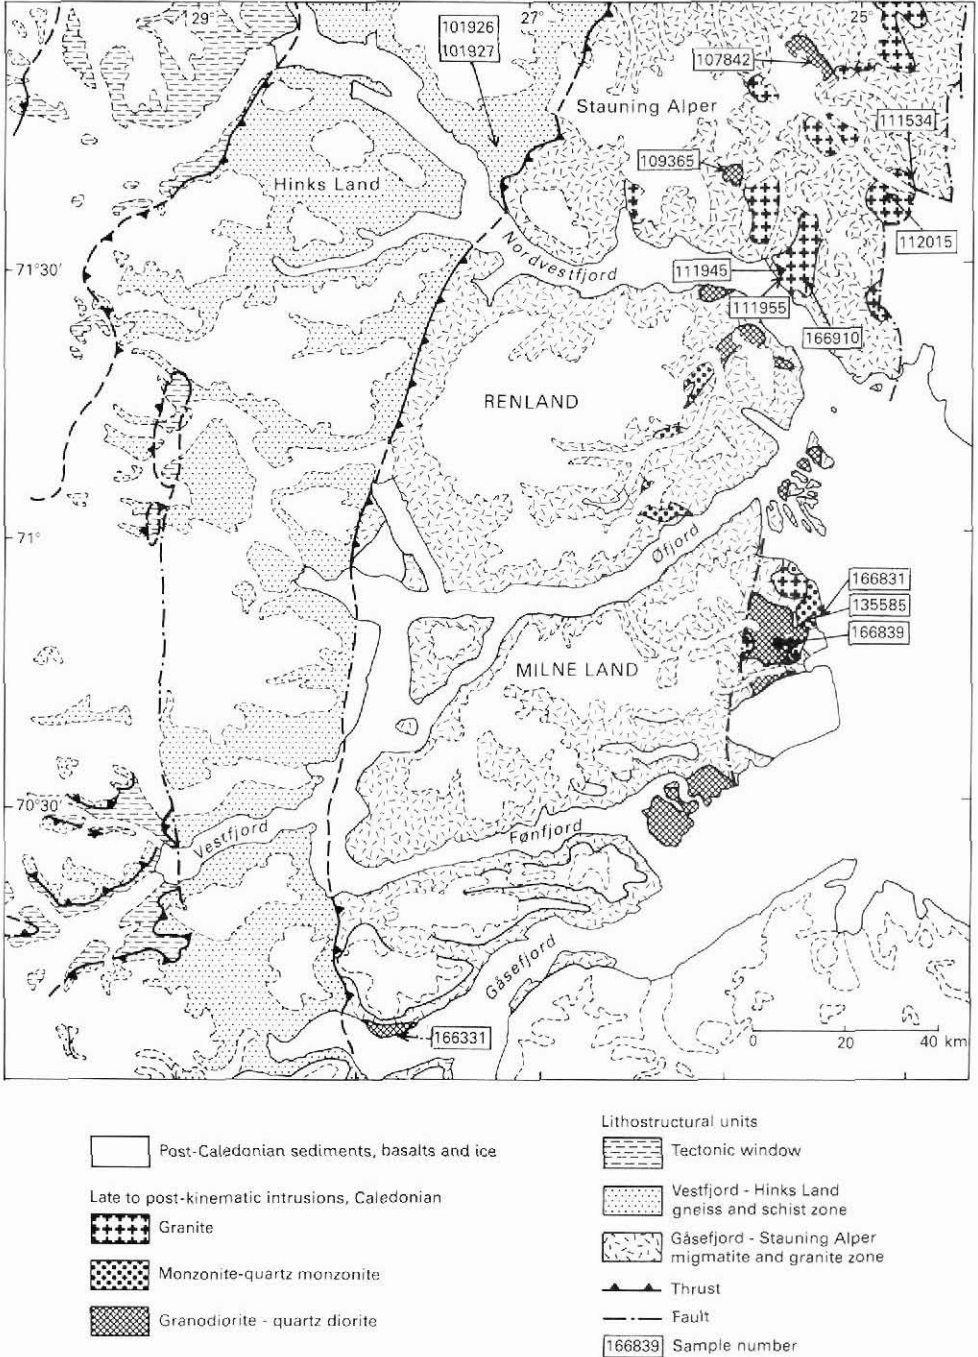 29°
27°
25°
101926
101927
107842
Stauning Alper
111534
109365
Hinks Land
112015
Nordvestfjord
71°30'
111945
111955
166910
RENLAND
71°
Øfjord
166831
135585
166839
MILNE LAND
70°30'
Vestfjord
Fønfjord
Gåsefjord
166331
0 20 40 km
Post-Caledonian sediments, basalts and ice
Late to post-kinematic intrusions, Caledonian
Granite
Monzonite-quartz monzonite
Granodiorite - quartz diorite
Lithostructural units
Tectonic window
Vestfjord - Hinks Land
gneiss and schist zone
Gåsefjord - Stauning Alper
migmatite and granite zone
Thrust
Fault
166839 Sample number